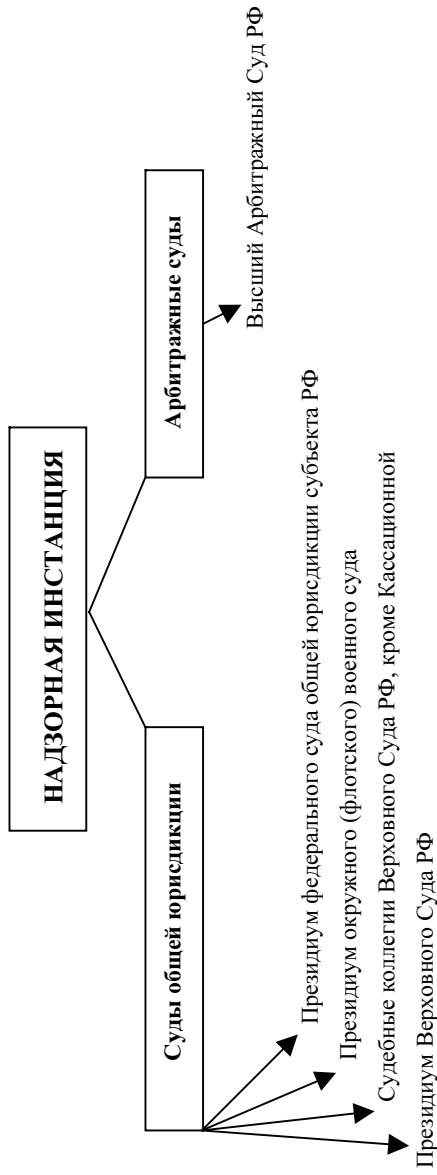 НАДЗОРНАЯ ИНСТАНЦИЯ
Суды общей юрисдикции
Арбитражные суды
Президиум федерального суда общей юрисдикции субъекта РФ
Президиум окружного (флотского) военного суда
Судебные коллегии Верховного Суда РФ, кроме Кассационной
Президиум Верховного Суда РФ
Высший Арбитражный Суд РФ